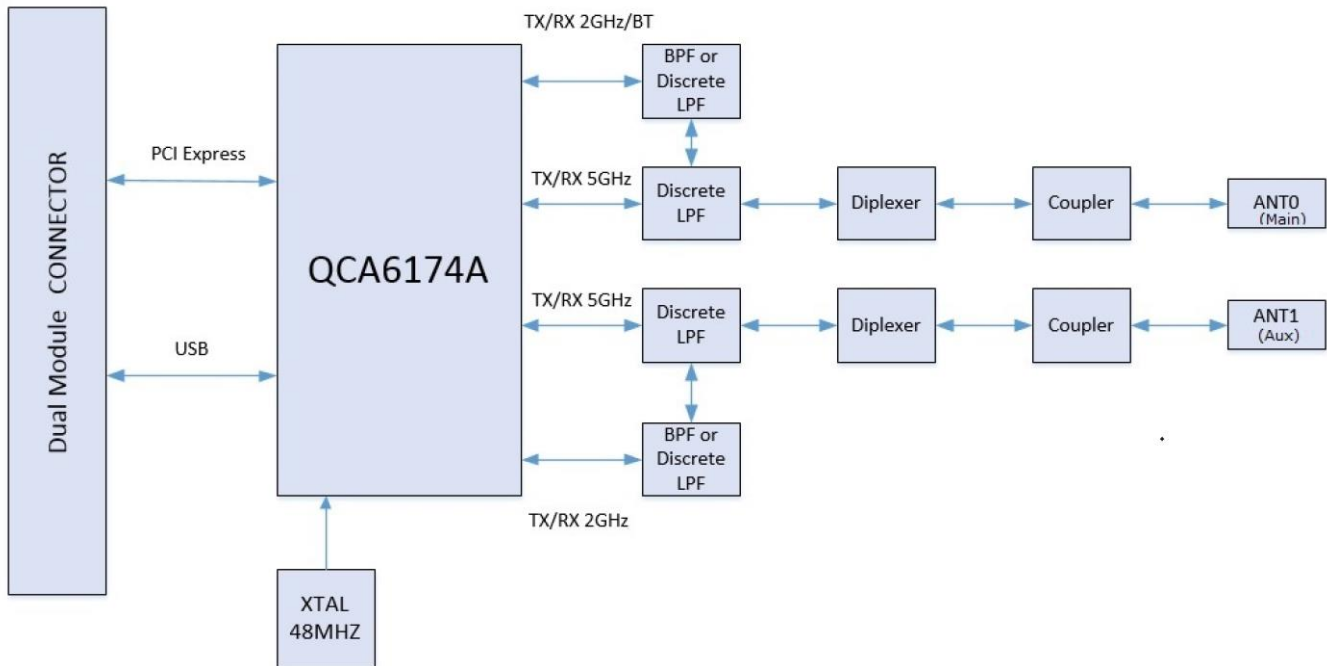 TX/RX 2GHz/BT
BPF or
Discrete
LPF
Dual Module CONNECTOR
PCI Express
QCA6174A
TX/RX 5GHz
Discrete
LPF
Diplexer
Coupler
ANT0
(Main)
USB
TX/RX 5GHz
Discrete
LPF
Diplexer
Coupler
ANT1
(Aux)
BPF or
Discrete
LPF
TX/RX 2GHz
XTAL
48MHZ